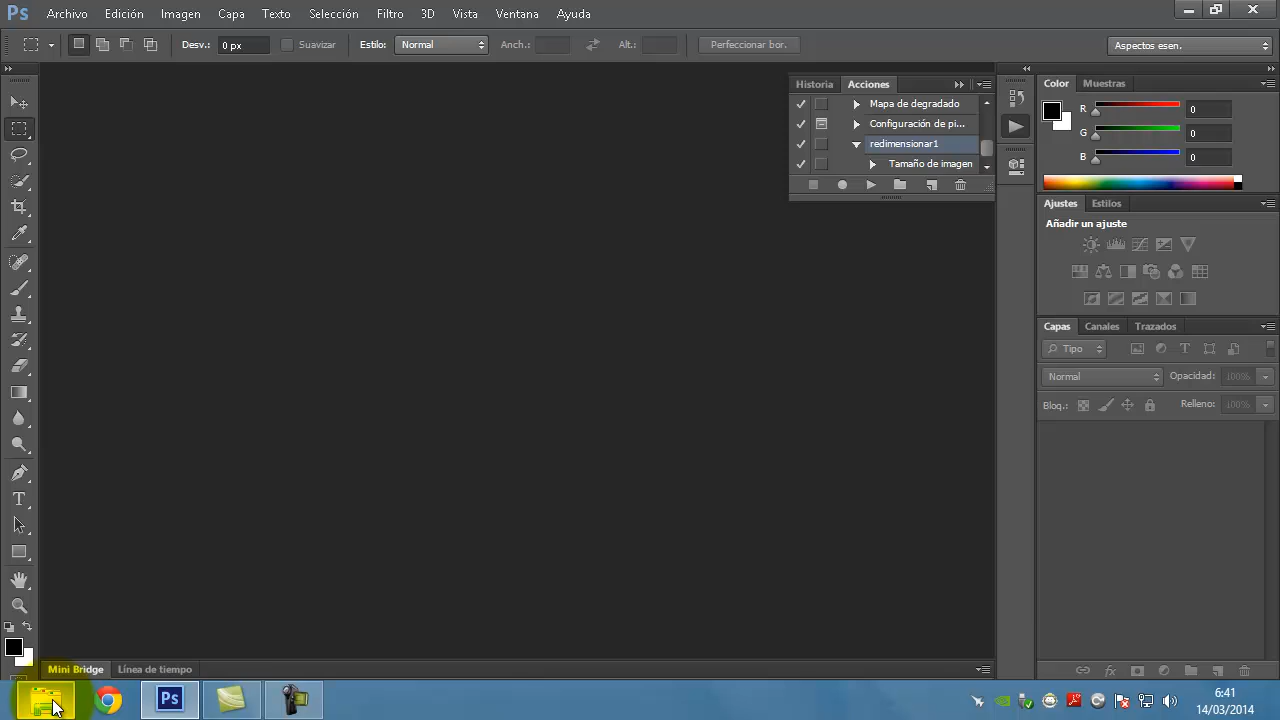 Ps Archivo Edición Imagen Capa Texto Selección Filtro 3D Vista Ventana Ayuda
Desv.: 0 px Suavizar Estilo: Normal Anch.: Alt.: Perfeccionar bor. Aspectos esen.
Historia Acciones
Mapa de degradado
Configuración de pi...
redimensionar1
Tamaño de imagen
Color Muestras
R 0
G 0
B 0
Ajustes Estilos
Añadir un ajuste
Capas Canales Trazados
Tipo
Normal Opacidad: 100%
Bloq.: Relleno: 100%
T
Mini Bridge Línea de tiempo
Ps
6:41
14/03/2014